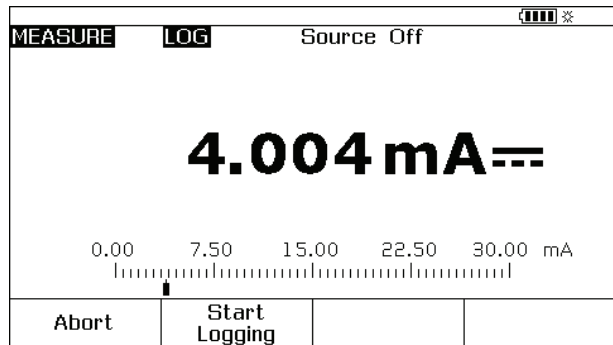 MEASURE LOG Source Off
4.004 mA
0.00 7.50 15.00 22.50 30.00 mA
Abort
Start
Logging